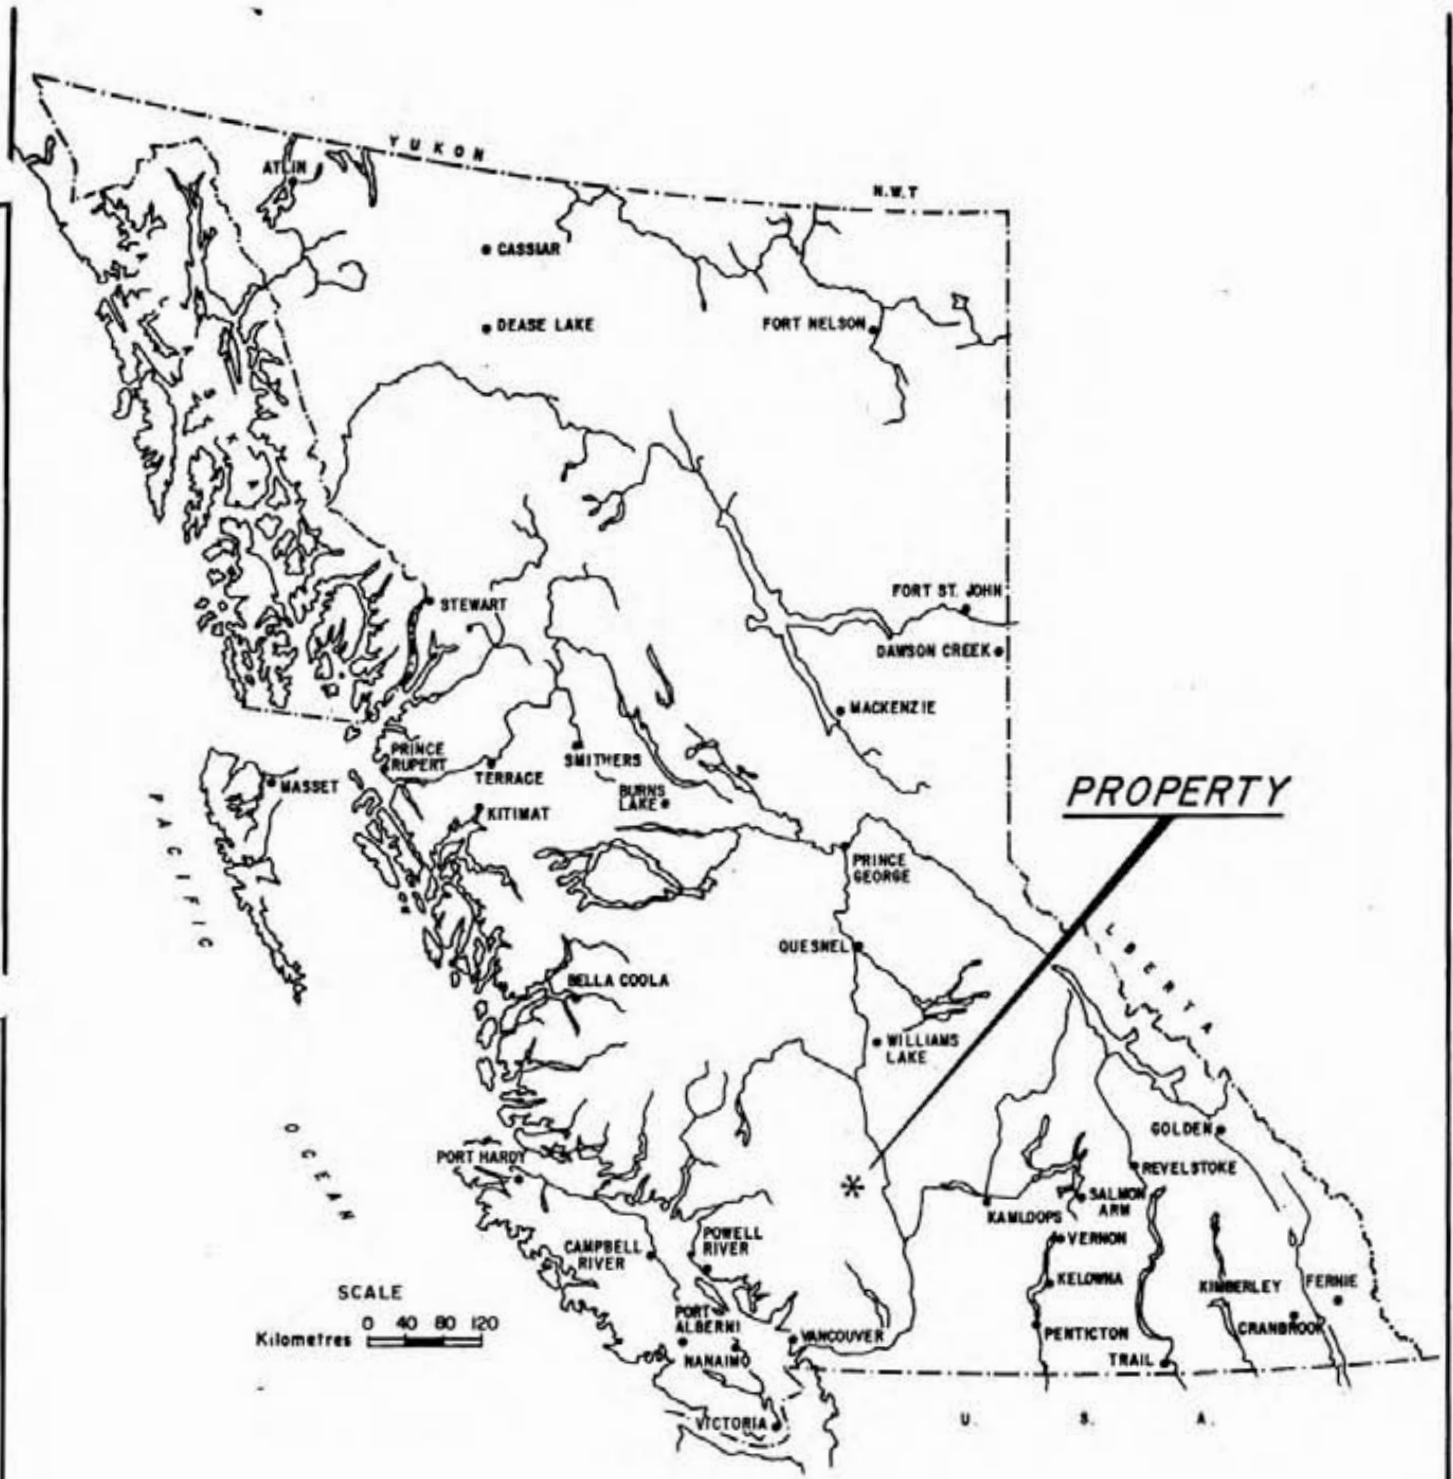 YUKON
N.W.T
ATLIN
CASSIAR
DEASE LAKE
FORT NELSON
STEWART
FORT ST. JOHN
DAWSON CREEK
MACKENZIE
PRINCE
RUPERT
TERRACE
SMITHERS
MASSET
KITIMAT
BURNS
LAKE
PROPERTY
PACIFIC
PRINCE
GEORGE
QUESNEL
LBERTA
BELLA COOLA
WILLIAMS
LAKE
OCEAN
PORT HARDY
GOLDEN
REVELSTOKE
SALMON
ARM
KAMLOOPS
CAMPBELL
RIVER
POWELL
RIVER
VERNON
KELOWNA
KIMBERLEY
FERNIE
SCALE
Kilometres 0 40 80 120
PORT
ALBERNI
VANCOUVER
PENTICTON
CRANBROOK
NANAIMO
TRAIL
VICTORIA
U. S. A.